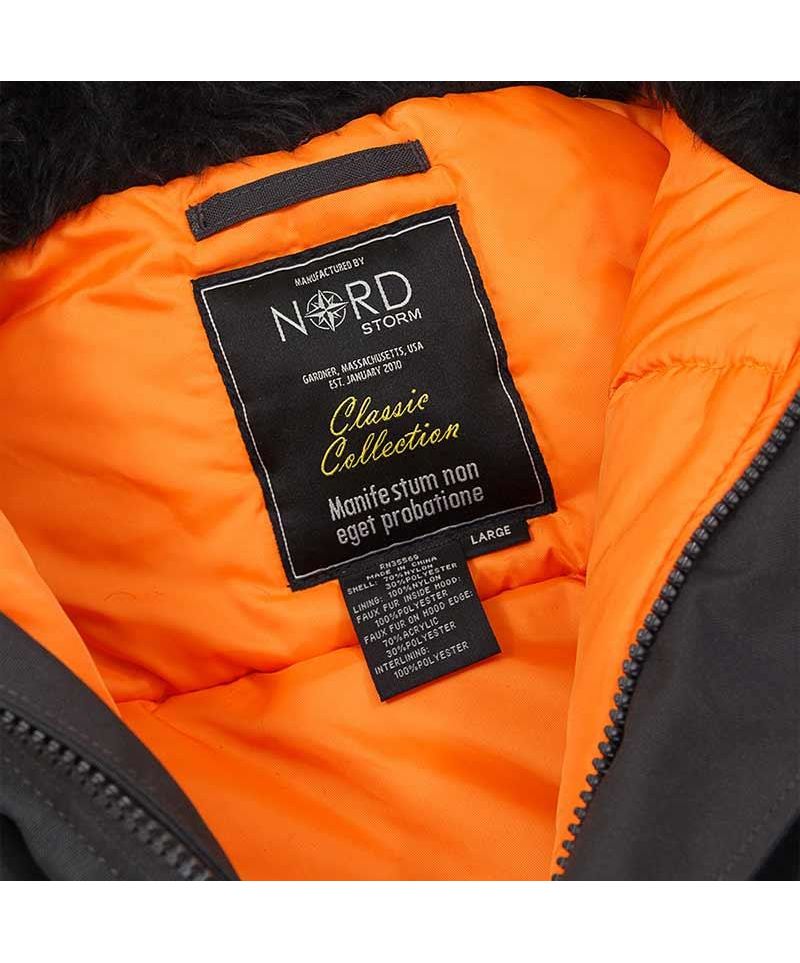 MANUFACTURED BY
NORD
STORM
GARDNER, MASSACHUSETTS, USA
EST. JANUARY 2010
Classic
Collection
Manifestum non
eget probatione
LARGE
RN35569
MADE IN CHINA
SHELL: 70%NYLON
30%POLYESTER
LINING: 100%NYLON
FAUX FUR INSIDE HOOD:
100%POLYESTER
FAUX FUR ON HOOD EDGE:
70%ACRYLIC
30%POLYESTER
INTERLINING:
100%POLYESTER